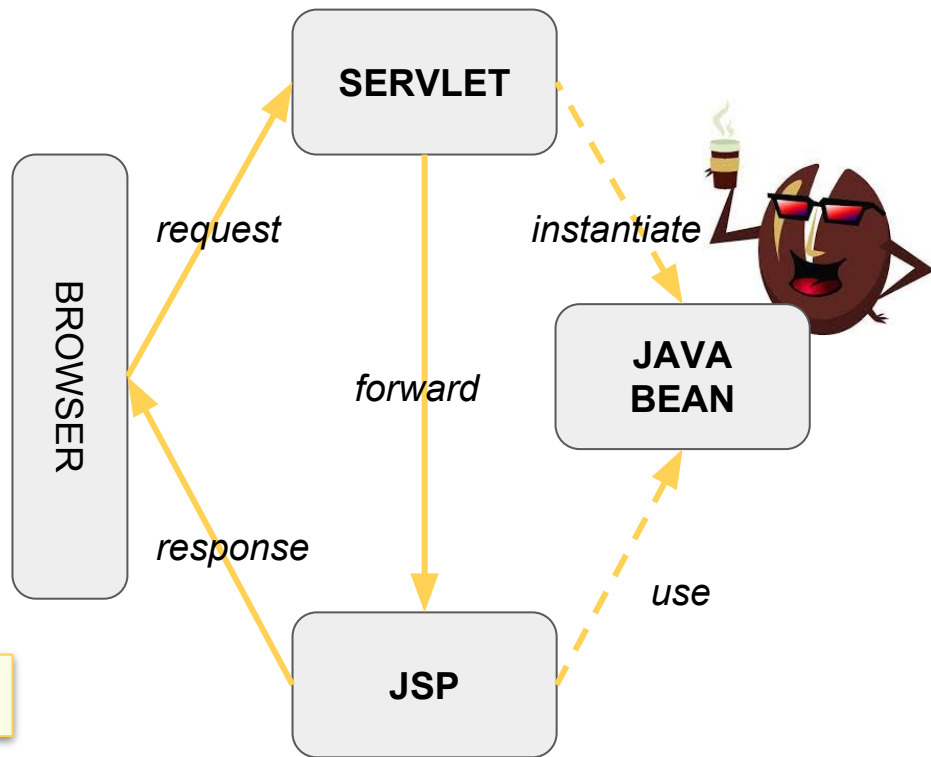 SERVLET
request
instantiate
BROWSER
JAVA
BEAN
forward
response
use
JSP